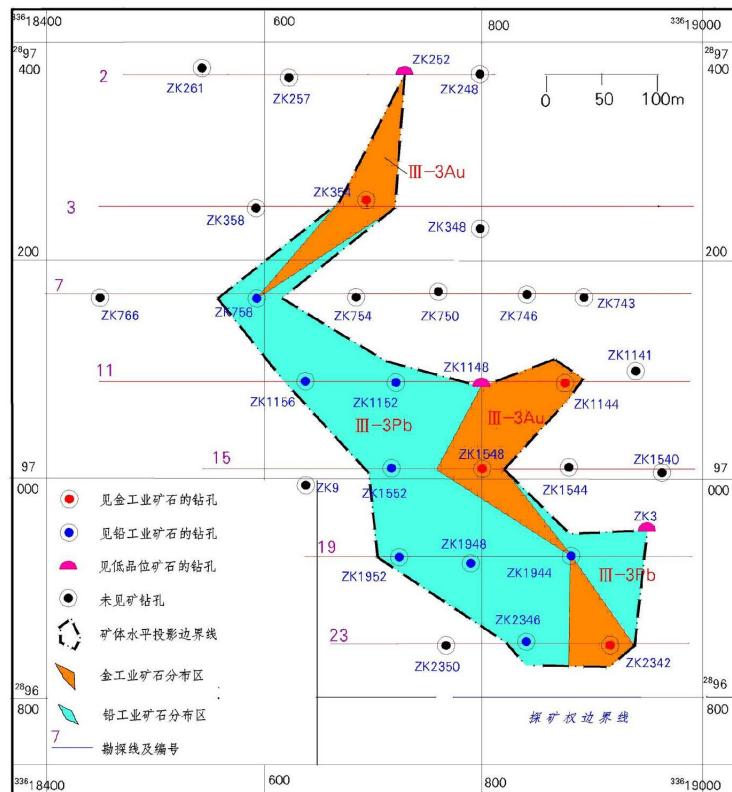 33618400
600
800
33619000
2897
400
2897
400
2
ZK261
ZK257
ZK252
ZK248
0 50 100m
III-3Au
ZK354
3
ZK358
ZK348
200
200
7
ZK766
ZK758
ZK754
ZK750
ZK746
ZK743
11
ZK1148
ZK1141
ZK1156
ZK1152
ZK1144
III-3Pb
III-3Au
15
ZK1548
ZK1540
97
000
97
000
ZK9
ZK1552
ZK1544
ZK3
见金工业矿石的钻孔
见铅工业矿石的钻孔
见低品位矿石的钻孔
未见矿钻孔
矿体水平投影边界线
金工业矿石分布区
铅工业矿石分布区
7
勘探线及编号
19
ZK1952
ZK1948
ZK1944
III-3Pb
23
ZK2346
ZK2350
ZK2342
2896
800
2896
800
探矿权边界线
33618400
600
800
33619000